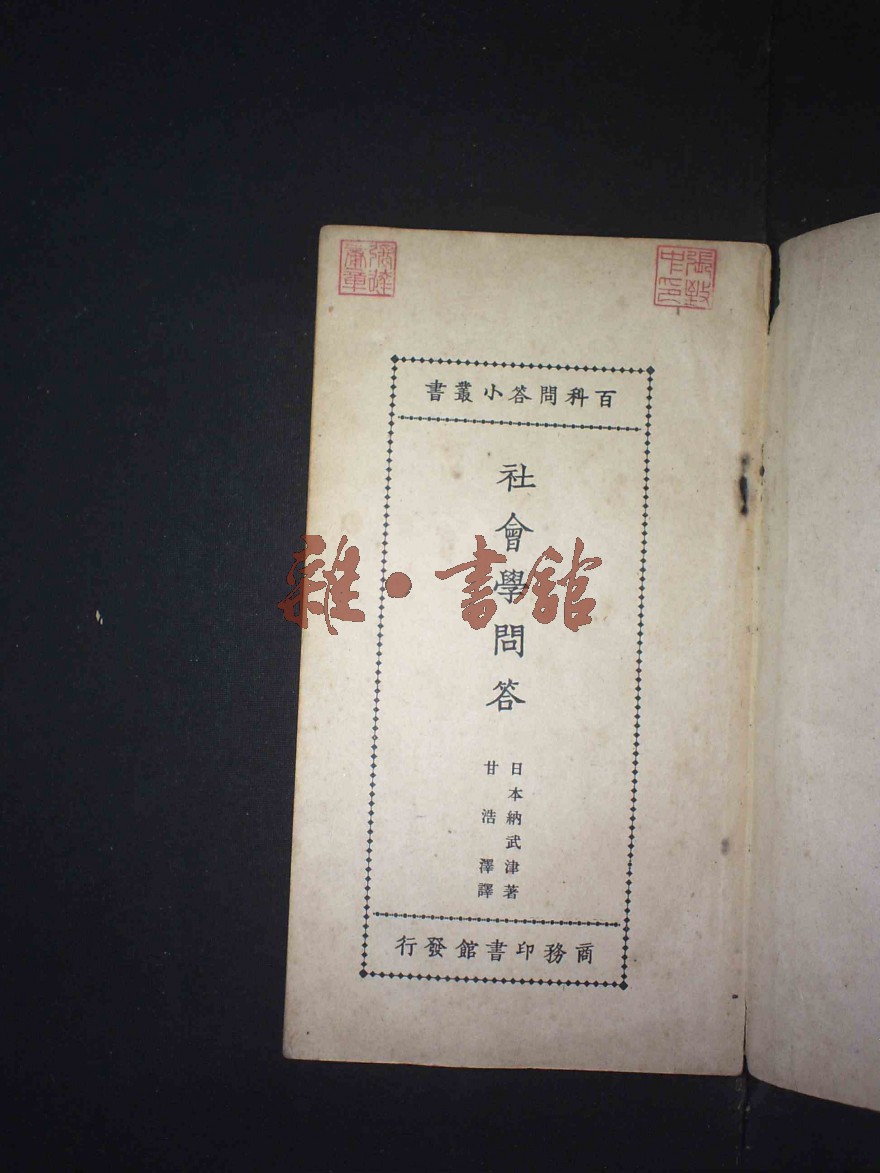 百科問答小叢書
社會學問答
日本納武津著
甘浩澤譯
商務印書館發行
雜·書館